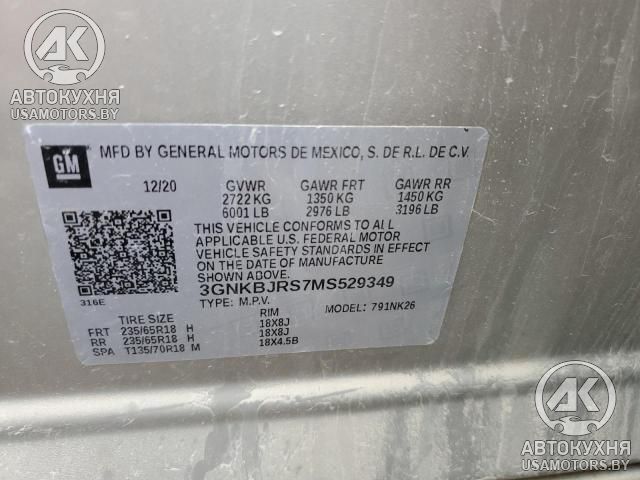 AK
АВТОКУХНЯ
USAMOTORS.BY
GM
MFD BY GENERAL MOTORS DE MEXICO, S. DE R.L. DE C.V.
12/20 GVWR GAWR FRT GAWR RR
2722 KG 1350 KG 1450 KG
6001 LB 2976 LB 3196 LB
THIS VEHICLE CONFORMS TO ALL
APPLICABLE U.S. FEDERAL MOTOR
VEHICLE SAFETY STANDARDS IN EFFECT
ON THE DATE OF MANUFACTURE
SHOWN ABOVE.
316E
3GNKBJRS7MS529349
TYPE: M.P.V. MODEL: 791NK26
TIRE SIZE RIM
FRT 235/65R18 H 18X8J
RR 235/65R18 H 18X8J
SPA T135/70R18 M 18X4.5B
AK
АВТОКУХНЯ
USAMOTORS.BY